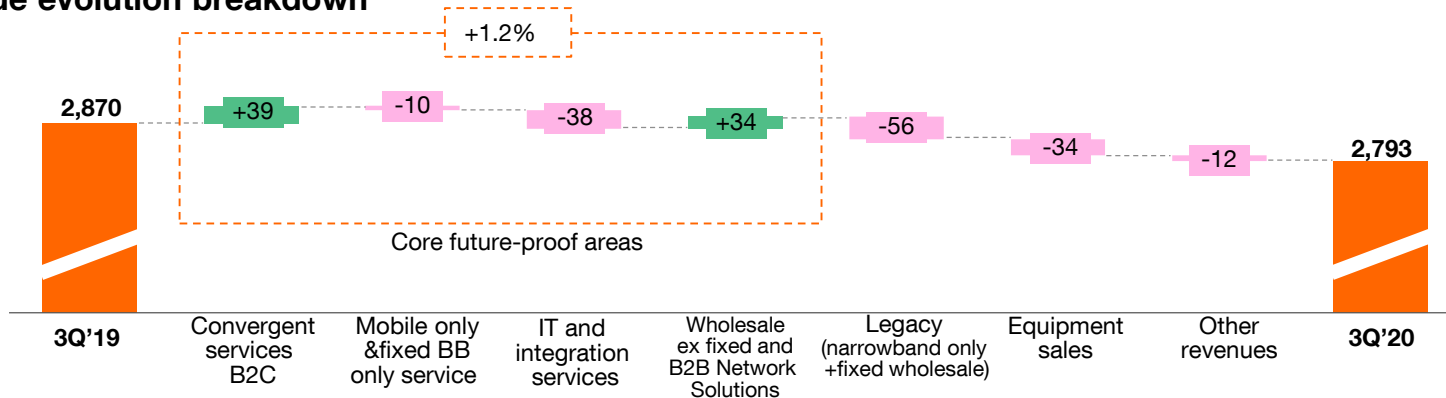 evolution breakdown
+1.2%
2,870
+39
-10
-38
+34
-56
-34
-12
2,793
Core future-proof areas
3Q'19
Convergent
services
B2C
Mobile only
&fixed BB
only service
IT and
integration
services
Wholesale
ex fixed and
B2B Network
Solutions
Legacy
(narrowband only
+fixed wholesale)
Equipment
sales
Other
revenues
3Q'20